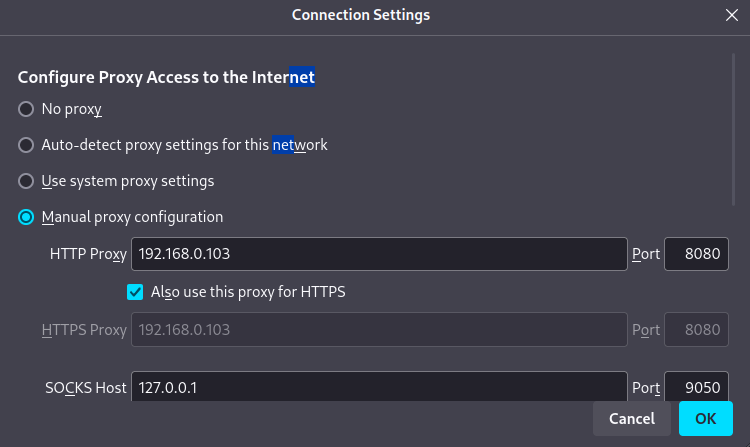 Connection Settings
Configure Proxy Access to the Internet
No proxy
Auto-detect proxy settings for this network
Use system proxy settings
Manual proxy configuration
HTTP Proxy 192.168.0.103 Port 8080
Also use this proxy for HTTPS
HTTPS Proxy 192.168.0.103 Port 8080
SOCKS Host 127.0.0.1 Port 9050
Cancel OK